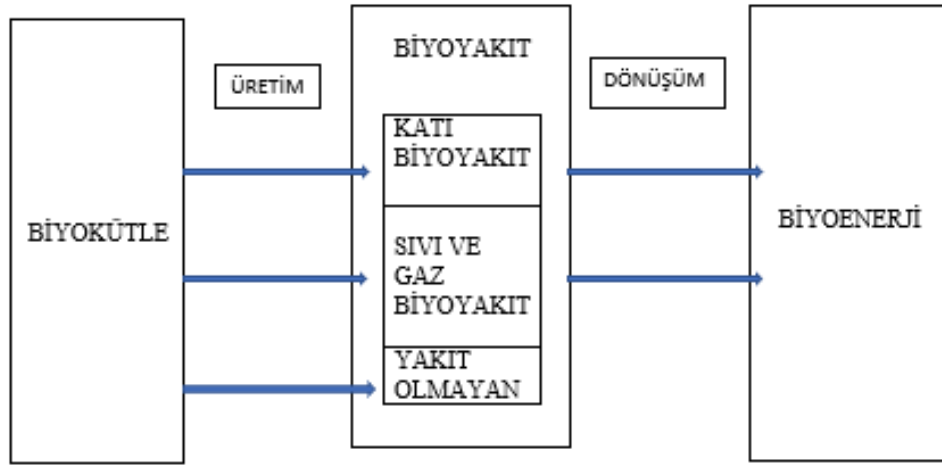 BİYOKÜTLE
ÜRETİM
BİYOYAKIT
KATI
BİYOYAKIT
SIVI VE
GAZ
BİYOYAKIT
YAKIT
OLMAYAN
DÖNÜŞÜM
BİYOENERJİ